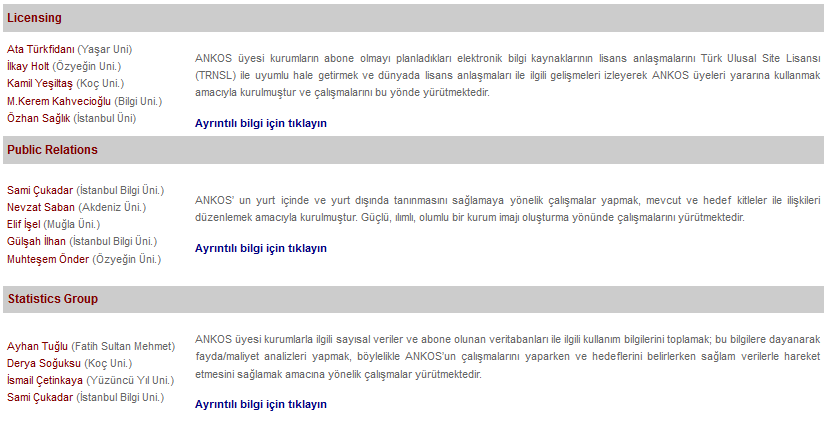 Licensing
Ata Türkfidanı (Yaşar Uni)
İlkay Holt (Özyeğin Üni.)
Kamil Yeşiltaş (Koç Uni.)
M.Kerem Kahvecioğlu (Bilgi Uni.)
Özhan Sağlık (İstanbul Üni)
ANKOS üyesi kurumların abone olmayı planladıkları elektronik bilgi kaynaklarının lisans anlaşmalarını Türk Ulusal Site Lisansı
(TRNSL) ile uyumlu hale getirmek ve dünyada lisans anlaşmaları ile ilgili gelişmeleri izleyerek ANKOS üyeleri yararına kullanmak
amacıyla kurulmuştur ve çalışmalarını bu yönde yürütmektedir.
Ayrıntılı bilgi için tıklayın
Public Relations
Sami Çukadar (İstanbul Bilgi Üni.)
Nevzat Saban (Akdeniz Üni.)
Elif İşel (Muğla Üni.)
Gülşah İlhan (İstanbul Bilgi Üni.)
Muhteşem Önder (Özyeğin Üni.)
ANKOS' un yurt içinde ve yurt dışında tanınmasını sağlamaya yönelik çalışmalar yapmak, mevcut ve hedef kitleler ile ilişkileri
düzenlemek amacıyla kurulmuştur. Güçlü, ılımlı, olumlu bir kurum imajı oluşturma yönünde çalışmalarını yürütmektedir.
Ayrıntılı bilgi için tıklayın
Statistics Group
Ayhan Tuğlu (Fatih Sultan Mehmet)
Derya Soğuksu (Koç Uni.)
İsmail Çetinkaya (Yüzüncü Yıl Uni.)
Sami Çukadar (İstanbul Bilgi Uni.)
ANKOS üyesi kurumlarla ilgili sayısal veriler ve abone olunan veritabanları ile ilgili kullanım bilgilerini toplamak; bu bilgilere dayanarak
fayda/maliyet analizleri yapmak, böylelikle ANKOS'un çalışmalarını yaparken ve hedeflerini belirlerken sağlam verilerle hareket
etmesini sağlamak amacına yönelik çalışmalar yürütmektedir.
Ayrıntılı bilgi için tıklayın